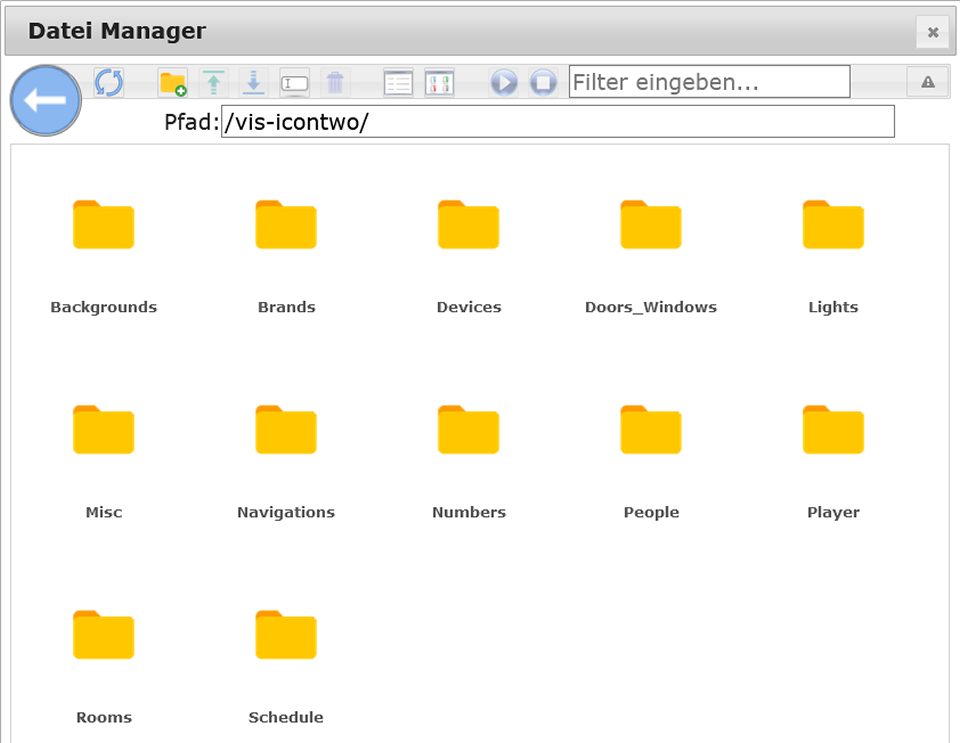 Datei Manager
Filter eingeben...
Pfad: /vis-icontwo/
Backgrounds Brands Devices Doors_Windows Lights
Misc Navigations Numbers People Player
Rooms Schedule